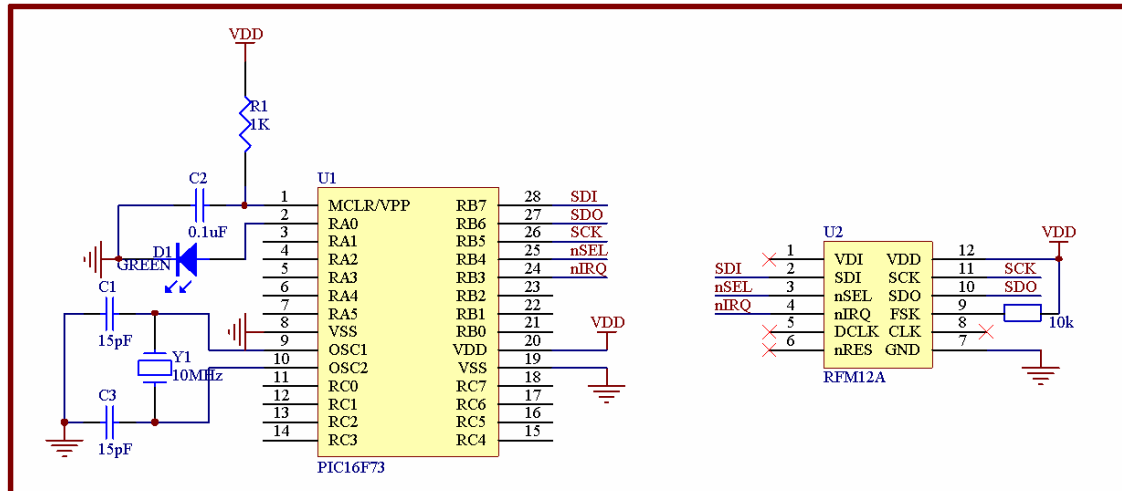 VDD
R1
1K
U1
C2
0.1uF
D1
GREEN
C1
15pF
Y1
10MHz
C3
15pF
1 MCLR/VPP RB7 28 SDI
2 RA0 RB6 27 SDO
3 RA1 RB5 26 SCK
4 RA2 RB4 25 nSEL
5 RA3 RB3 24 nIRQ
6 RA4 RB2 23
7 RA5 RB1 22
8 VSS RB0 21
9 OSC1 VDD 20 VDD
10 OSC2 VSS 19
11 RC0 RC7 18
12 RC1 RC6 17
13 RC2 RC5 16
14 RC3 RC4 15
PIC16F73
U2
VDD
1 VDI VDD 12
SDI 2 SDI SCK 11 SCK
nSEL 3 nSEL SDO 10 SDO
nIRQ 4 nIRQ FSK 9 10k
5 DCLK CLK 8
6 nRES GND 7
RFM12A